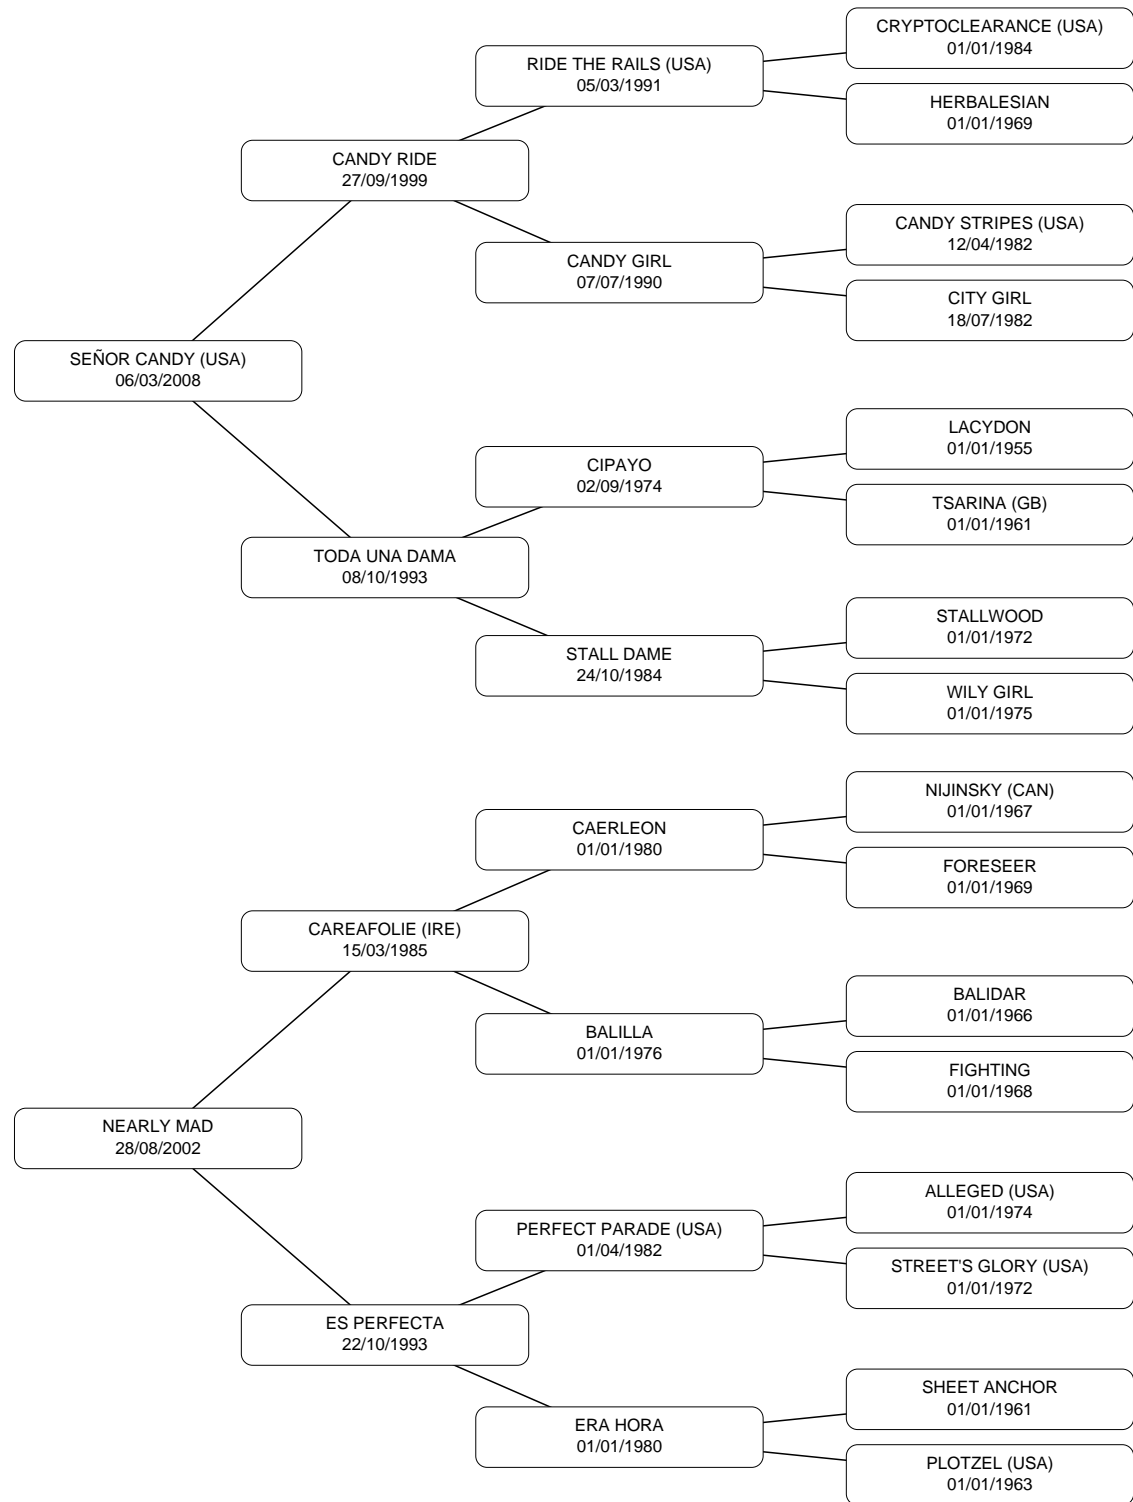 CRYPTOCLEARANCE (USA)
01/01/1984
RIDE THE RAILS (USA)
05/03/1991
HERBALESIAN
01/01/1969
CANDY RIDE
27/09/1999
CANDY STRIPES (USA)
12/04/1982
CANDY GIRL
07/07/1990
CITY GIRL
18/07/1982
SEÑOR CANDY (USA)
06/03/2008
LACYDON
01/01/1955
CIPAYO
02/09/1974
TSARINA (GB)
01/01/1961
TODA UNA DAMA
08/10/1993
STALLWOOD
01/01/1972
STALL DAME
24/10/1984
WILY GIRL
01/01/1975
NIJINSKY (CAN)
01/01/1967
CAERLEON
01/01/1980
FORESEER
01/01/1969
CAREAFOLIE (IRE)
15/03/1985
BALIDAR
01/01/1966
BALILLA
01/01/1976
FIGHTING
01/01/1968
NEARLY MAD
28/08/2002
ALLEGED (USA)
01/01/1974
PERFECT PARADE (USA)
01/04/1982
STREET'S GLORY (USA)
01/01/1972
ES PERFECTA
22/10/1993
SHEET ANCHOR
01/01/1961
ERA HORA
01/01/1980
PLOTZEL (USA)
01/01/1963